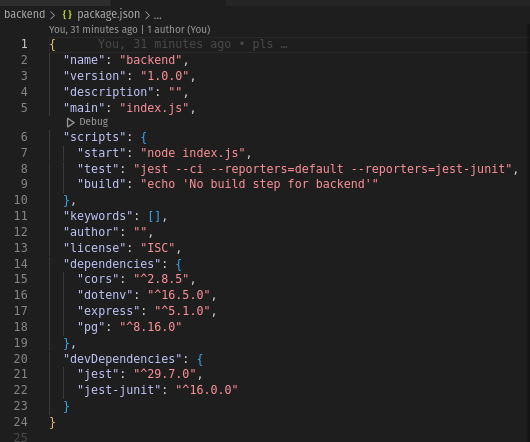 backend > {} package.json > ...
You, 31 minutes ago | 1 author (You)
1 { You, 31 minutes ago • pls …
2 "name": "backend",
3 "version": "1.0.0",
4 "description": "",
5 "main": "index.js",
Debug
6 "scripts": {
7 "start": "node index.js",
8 "test": "jest --ci --reporters=default --reporters=jest-junit",
9 "build": "echo 'No build step for backend'"
10 },
11 "keywords": [],
12 "author": "",
13 "license": "ISC",
14 "dependencies": {
15 "cors": "^2.8.5",
16 "dotenv": "^16.5.0",
17 "express": "^5.1.0",
18 "pg": "^8.16.0"
19 },
20 "devDependencies": {
21 "jest": "^29.7.0",
22 "jest-junit": "^16.0.0"
23 }
24 }
25